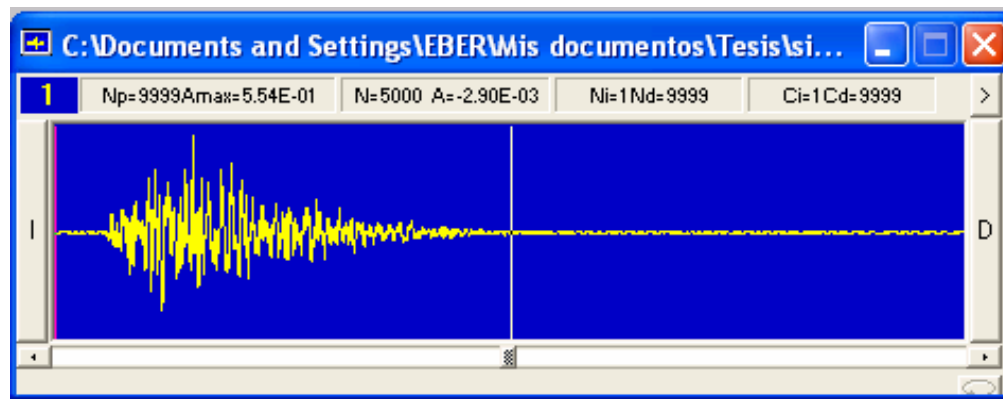 C:\Documents and Settings\EBER\Mis documentos\Tesis\si...
1 Np=9999Amax=5.54E-01 N=5000 A=-2.90E-03 Ni=1Nd=9999 Ci=1Cd=9999 >
I D